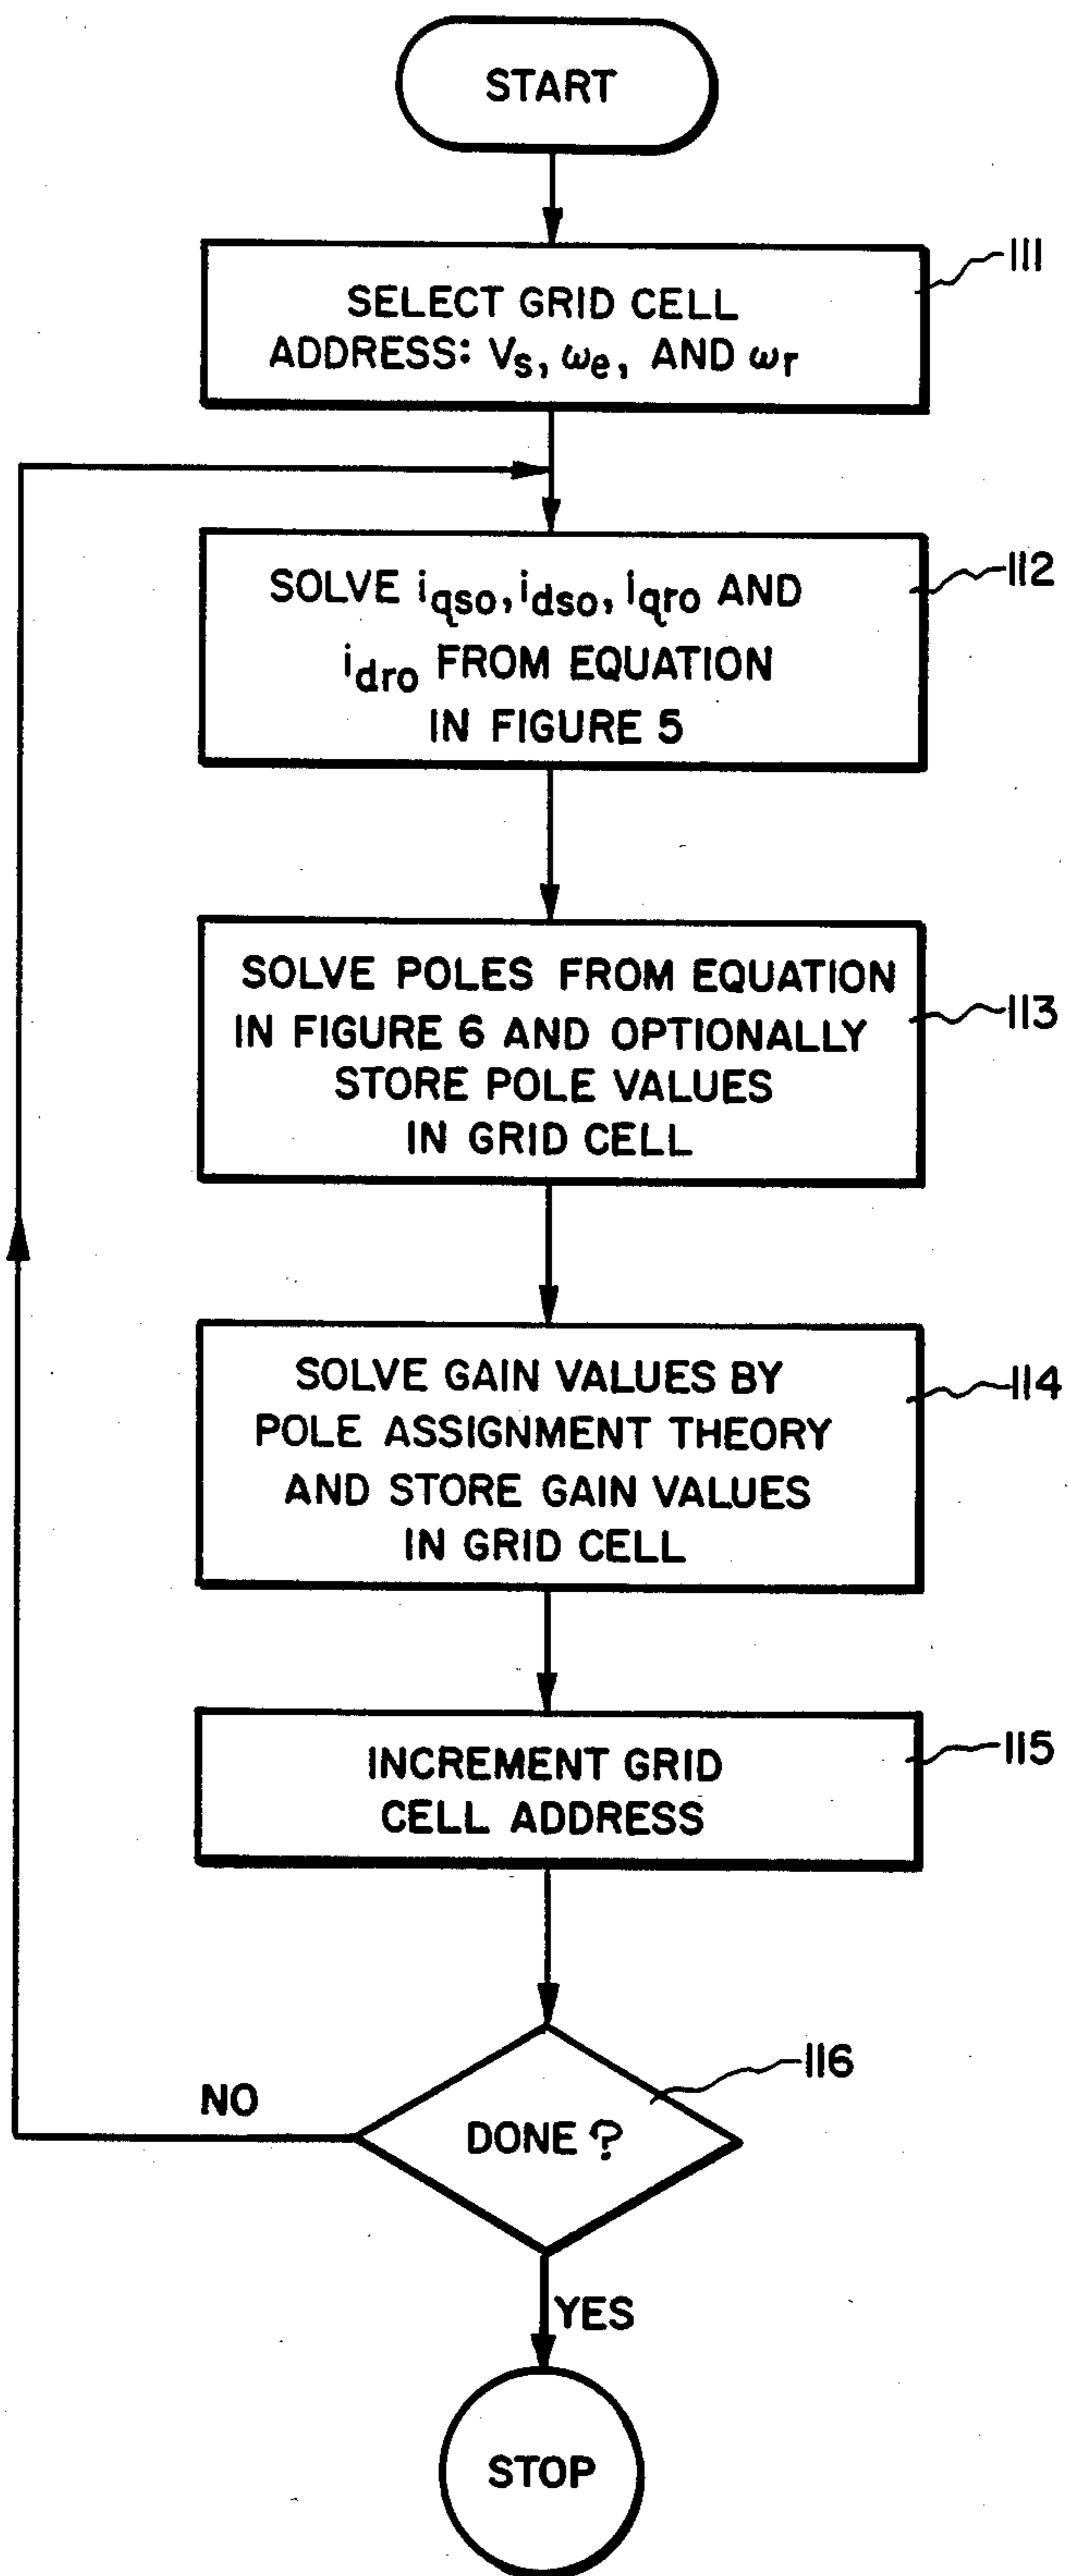 START
SELECT GRID CELL
ADDRESS: Vs, ωe, AND ωr
111
SOLVE iqso, idso, iqro AND
idro FROM EQUATION
IN FIGURE 5
112
SOLVE POLES FROM EQUATION
IN FIGURE 6 AND OPTIONALLY
STORE POLE VALUES
IN GRID CELL
113
SOLVE GAIN VALUES BY
POLE ASSIGNMENT THEORY
AND STORE GAIN VALUES
IN GRID CELL
114
INCREMENT GRID
CELL ADDRESS
115
DONE ?
116
NO
YES
STOP